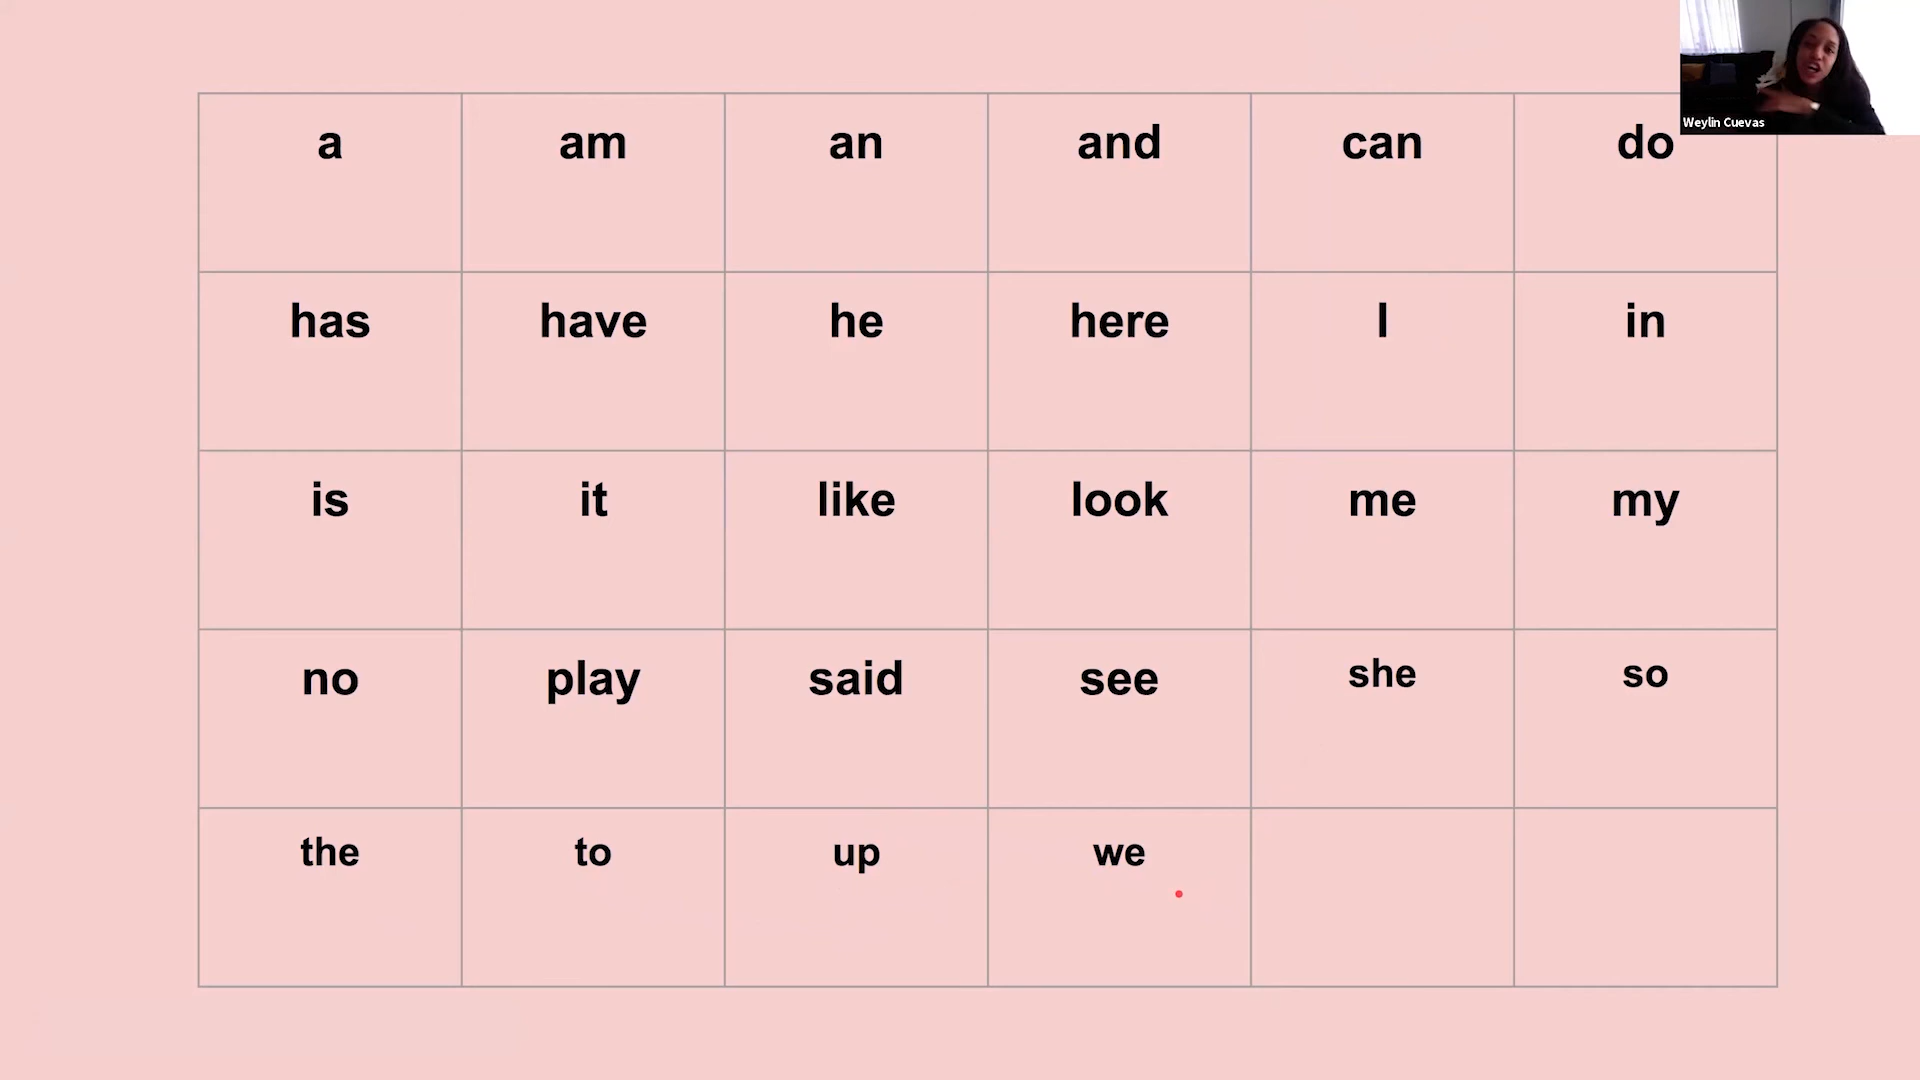 Weylin Cuevas
a am an and can do
has have he here I in
is it like look me my
no play said see she so
the to up we